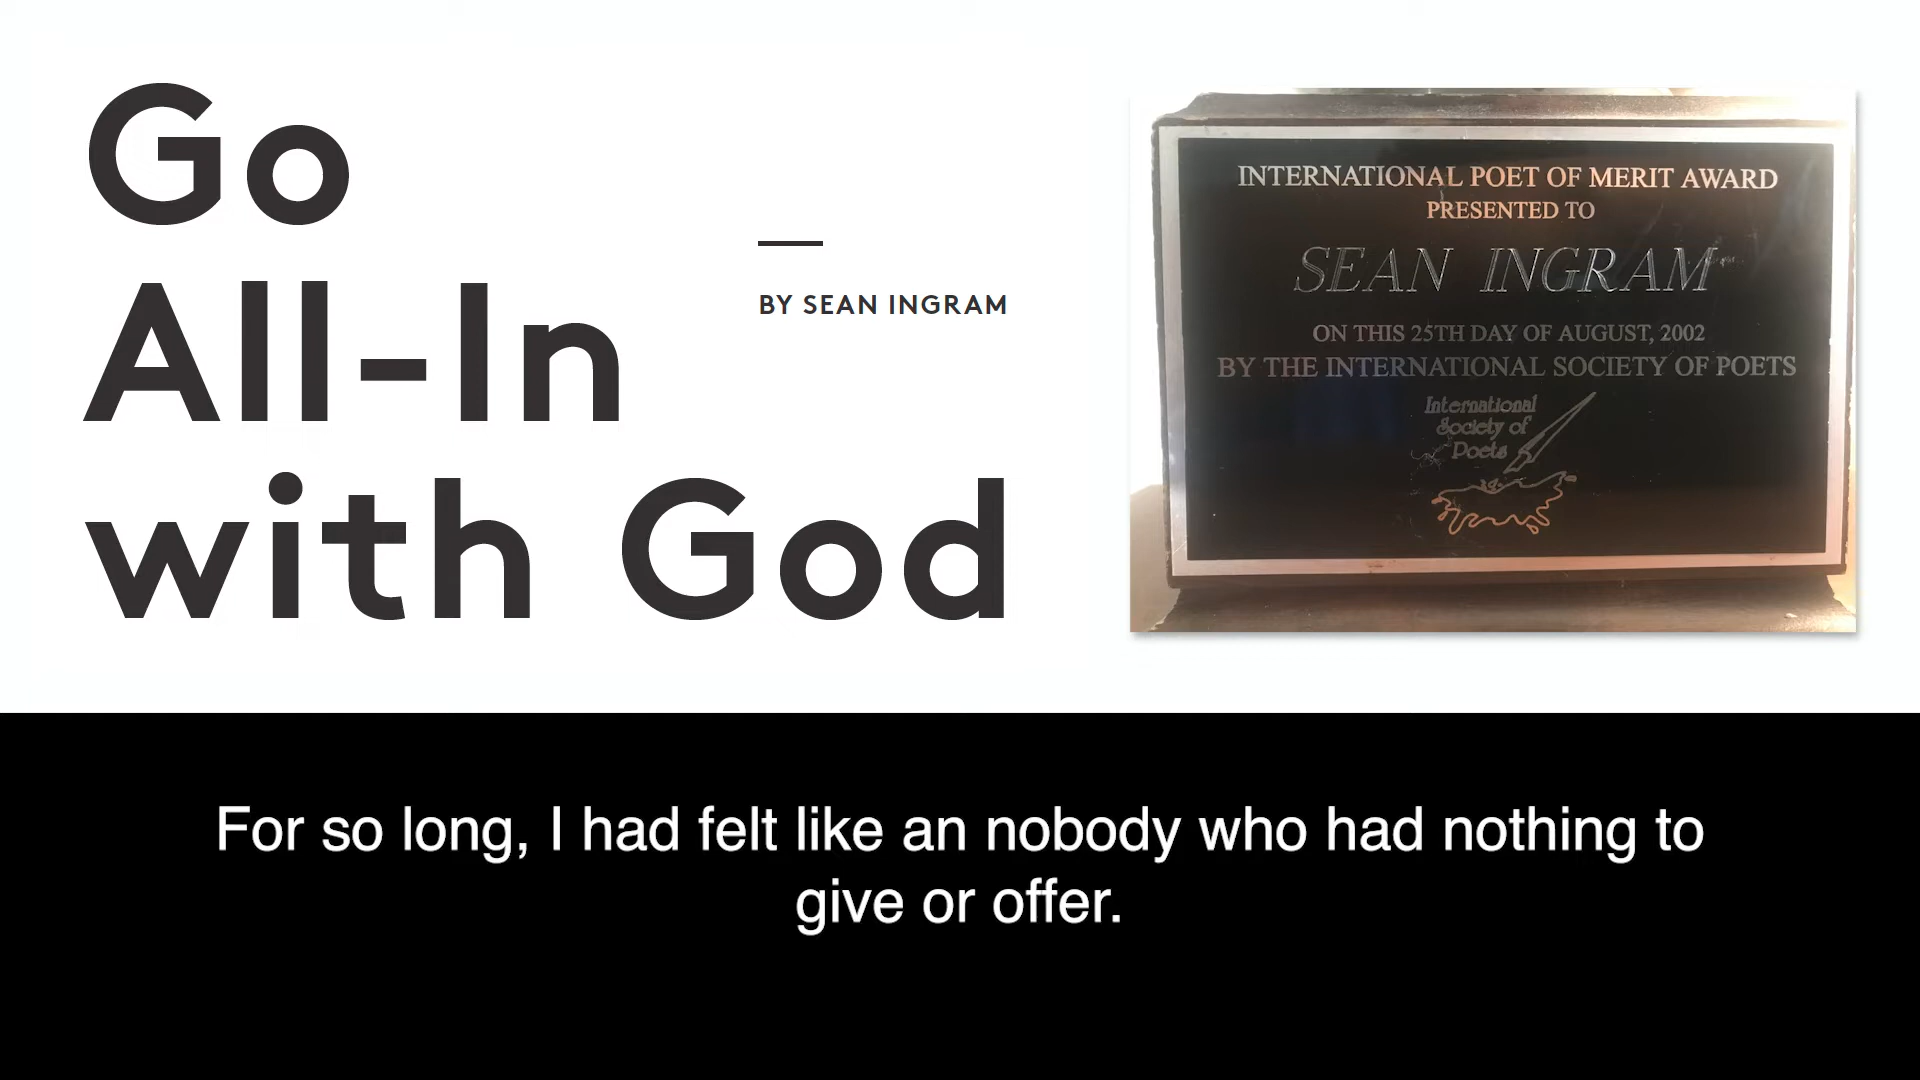 Go
All-In
with God
BY SEAN INGRAM
INTERNATIONAL POET OF MERIT AWARD
PRESENTED TO
SEAN INGRAM
ON THIS 25TH DAY OF AUGUST, 2002
BY THE INTERNATIONAL SOCIETY OF POETS
International
Society of
Poets
For so long, I had felt like an nobody who had nothing to
give or offer.